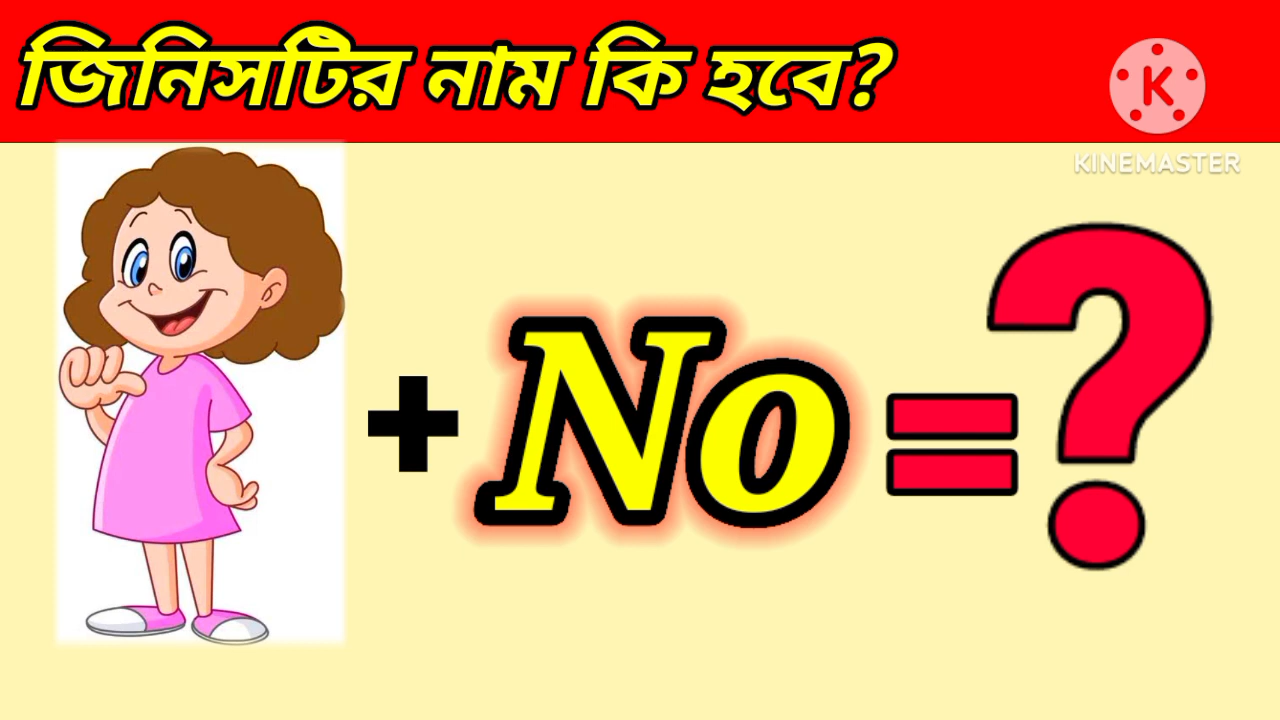 জিনিসটির নাম কি হবে?
K
KINEMASTER
+ No = ?